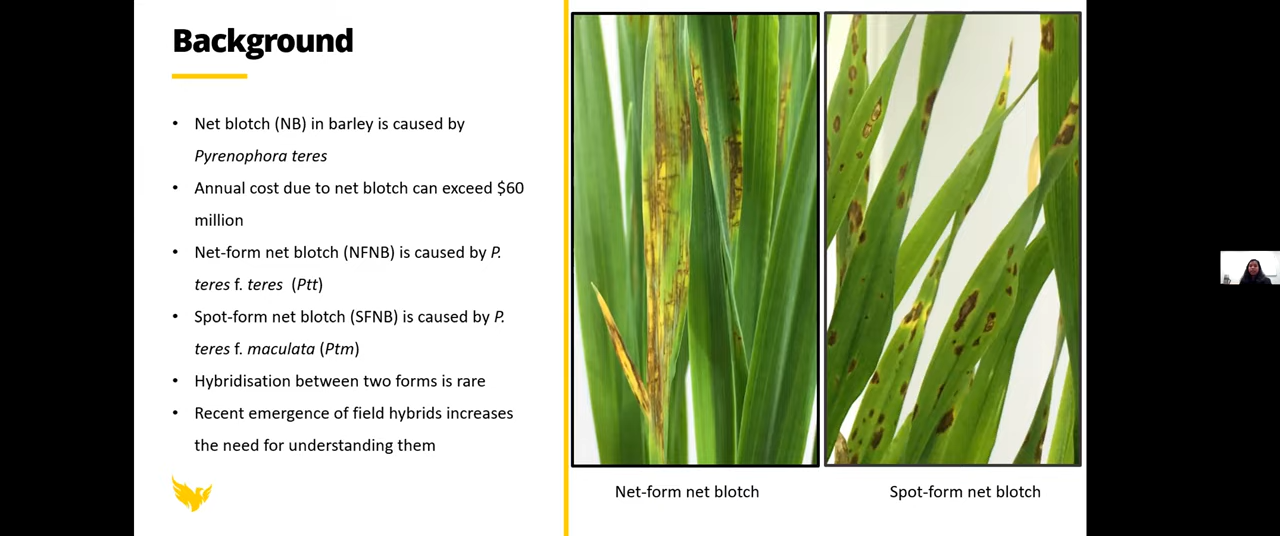 Background
• Net blotch (NB) in barley is caused by
Pyrenophora teres
• Annual cost due to net blotch can exceed $60
million
• Net-form net blotch (NFNB) is caused by P.
teres f. teres (Ptt)
• Spot-form net blotch (SFNB) is caused by P.
teres f. maculata (Ptm)
• Hybridisation between two forms is rare
• Recent emergence of field hybrids increases
the need for understanding them
Net-form net blotch
Spot-form net blotch